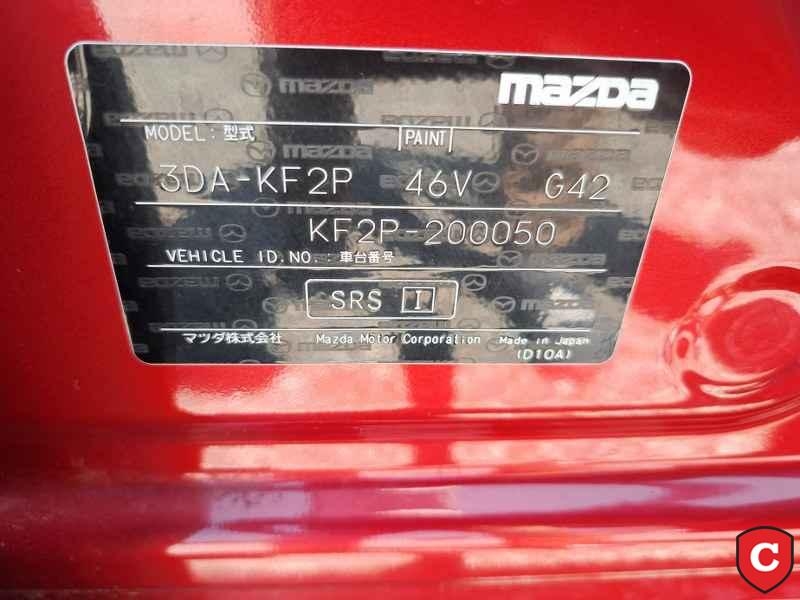 mazda
MODEL: 型式 PAINT
3DA-KF2P 46V G42
KF2P-200050
VEHICLE ID.NO.: 車台番号
SRS I
マツダ株式会社 Mazda Motor Corporation Made in Japan
(D10A)
C